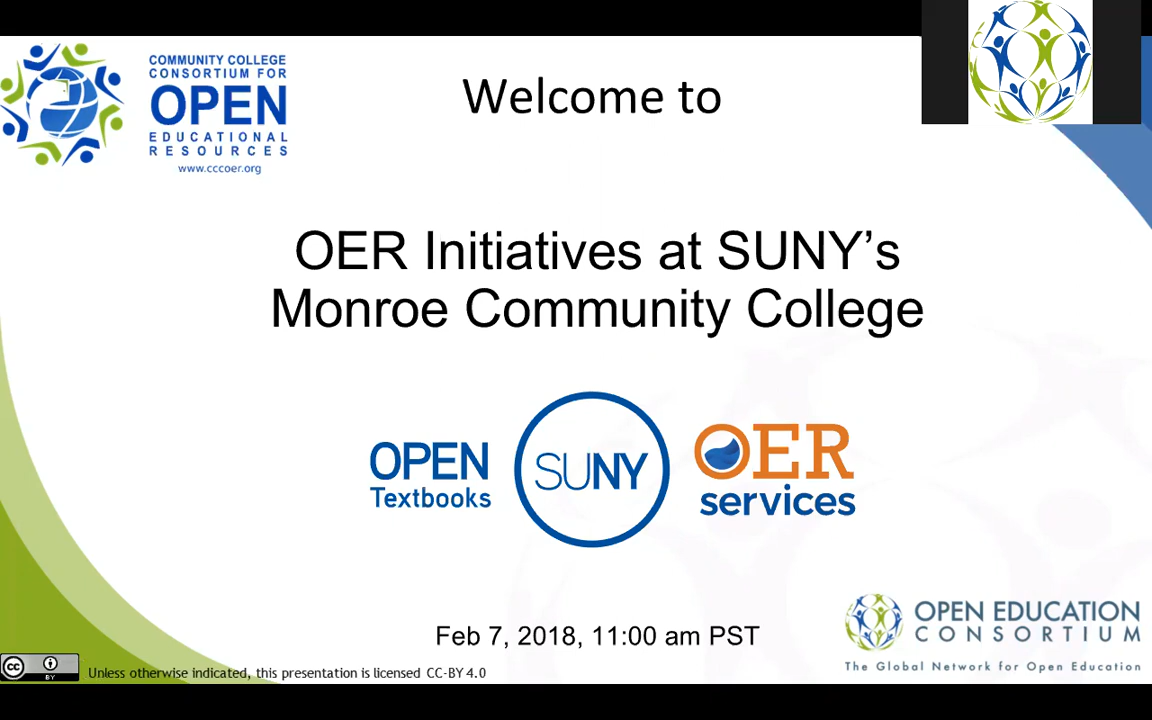 COMMUNITY COLLEGE
CONSORTIUM FOR
OPEN
EDUCATIONAL
RESOURCES
www.cccoer.org
Welcome to
OER Initiatives at SUNY’s
Monroe Community College
OPEN
Textbooks
SUNY
OER
services
Feb 7, 2018, 11:00 am PST
OPEN EDUCATION
CONSORTIUM
The Global Network for Open Education
cc
BY
Unless otherwise indicated, this presentation is licensed CC-BY 4.0